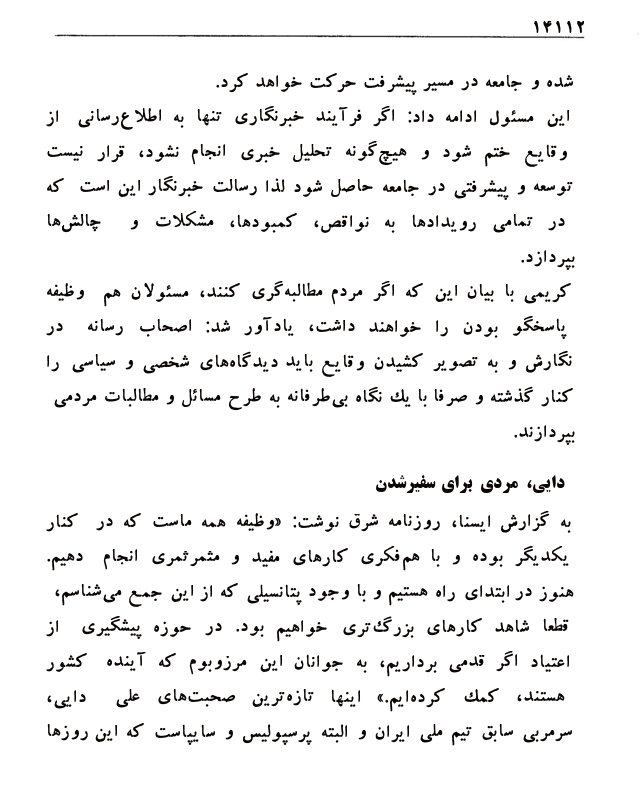 ۱۴۱۱۲
شده و جامعه در مسیر پیشرفت حرکت خواهد کرد.
این مسئول ادامه داد: اگر فرآیند خبرنگاری تنها به اطلاع‌رسانی از
وقایع ختم شود و هیچ‌گونه تحلیل خبری انجام نشود، قرار نیست
توسعه و پیشرفتی در جامعه حاصل شود لذا رسالت خبرنگار این است که
در تمامی رویدادها به نواقص، کمبودها، مشکلات و چالش‌ها
بپردازد.
کریمی با بیان این که اگر مردم مطالبه‌گری کنند، مسئولان هم وظیفه
پاسخگو بودن را خواهند داشت، یادآور شد: اصحاب رسانه در
نگارش و به تصویر کشیدن وقایع باید دیدگاه‌های شخصی و سیاسی را
کنار گذشته و صرفا با یك نگاه بی‌طرفانه به طرح مسائل و مطالبات مردمی
بپردازند.
دایی، مردی برای سفیرشدن
به گزارش ایسنا، روزنامه شرق نوشت: «وظیفه همه ماست که در کنار
یکدیگر بوده و با هم‌فکری کارهای مفید و مثمرثمری انجام دهیم.
هنوز در ابتدای راه هستیم و با وجود پتانسیلی که از این جمع می‌شناسم،
قطعا شاهد کارهای بزرگ‌تری خواهیم بود. در حوزه پیشگیری از
اعتیاد اگر قدمی برداریم، به جوانان این مرزوبوم که آینده کشور
هستند، کمك کرده‌ایم.» اینها تازه‌ترین صحبت‌های علی دایی،
سرمربی سابق تیم ملی ایران و البته پرسپولیس و سایپاست که این روزها